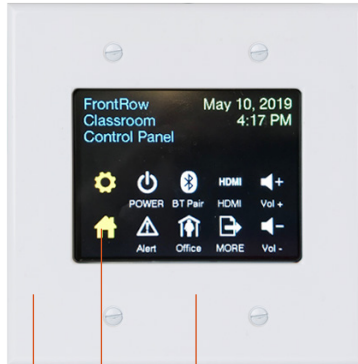 FrontRow
Classroom
Control Panel
May 10, 2019
4:17 PM
POWER BT Pair HDMI HDMI Vol +
Alert Office MORE Vol -